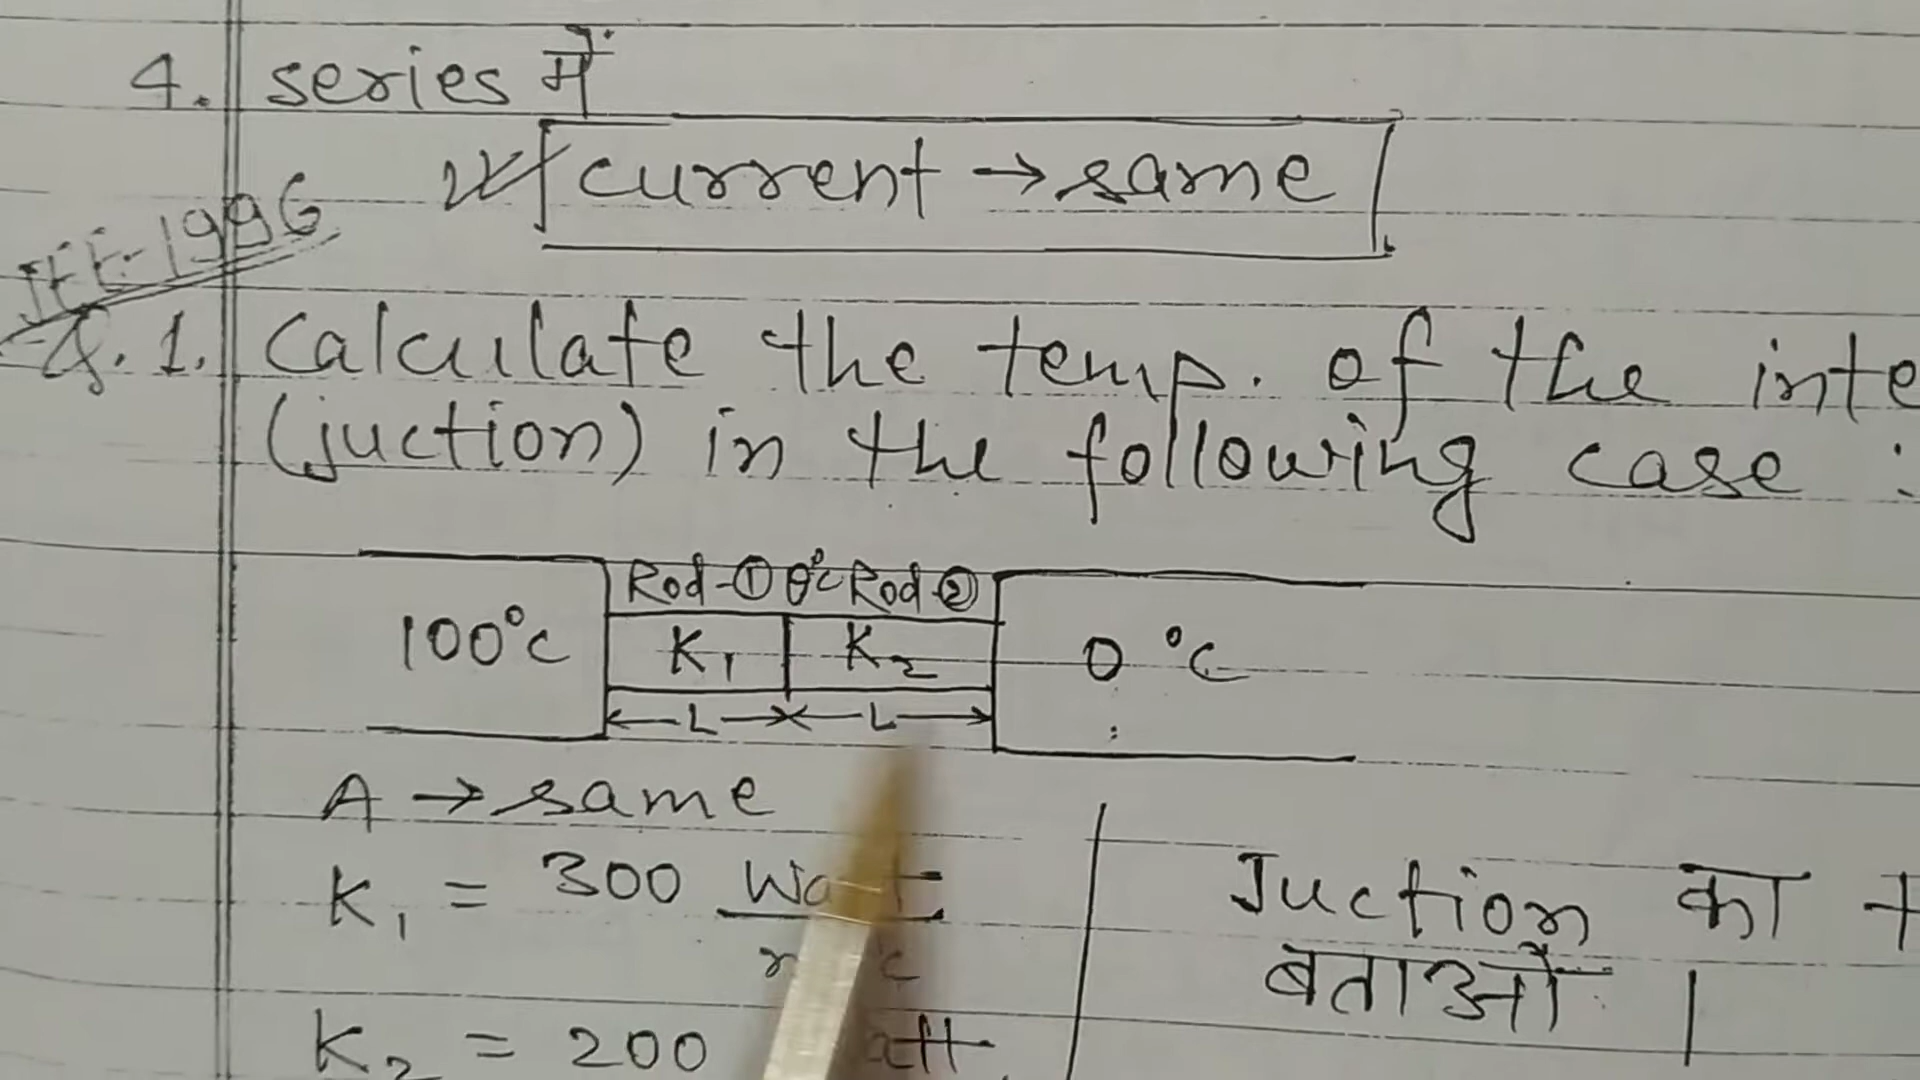 4. series में
current → same
JEE-1996
Q.1. Calculate the temp. of the
(juction) in the following case :
Rod-① θ°c Rod-②
100°c K₁ K₂ 0 °c
L L
A → same
K₁ = 300
Juction का
बताओ ।
K₂ = 200